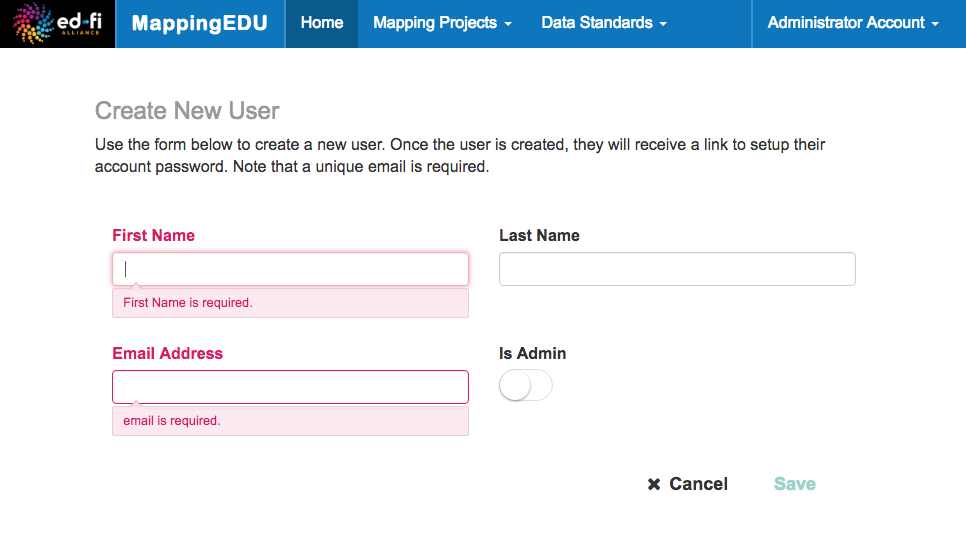 ed-fi
ALLIANCE
MappingEDU
Home
Mapping Projects
Data Standards
Administrator Account
Create New User
Use the form below to create a new user. Once the user is created, they will receive a link to setup their
account password. Note that a unique email is required.
First Name
Last Name
First Name is required.
Email Address
Is Admin
email is required.
Cancel
Save